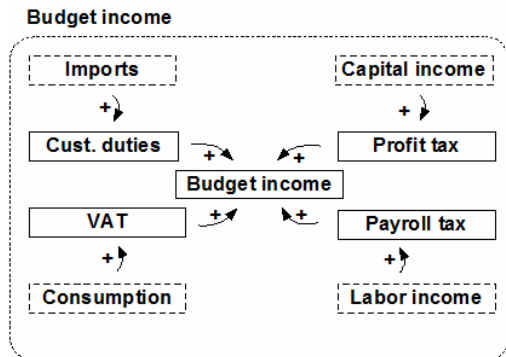 Budget income
Imports
Capital income
+
+
Cust. duties
Profit tax
+
+
Budget income
+
+
VAT
Payroll tax
+
+
Consumption
Labor income